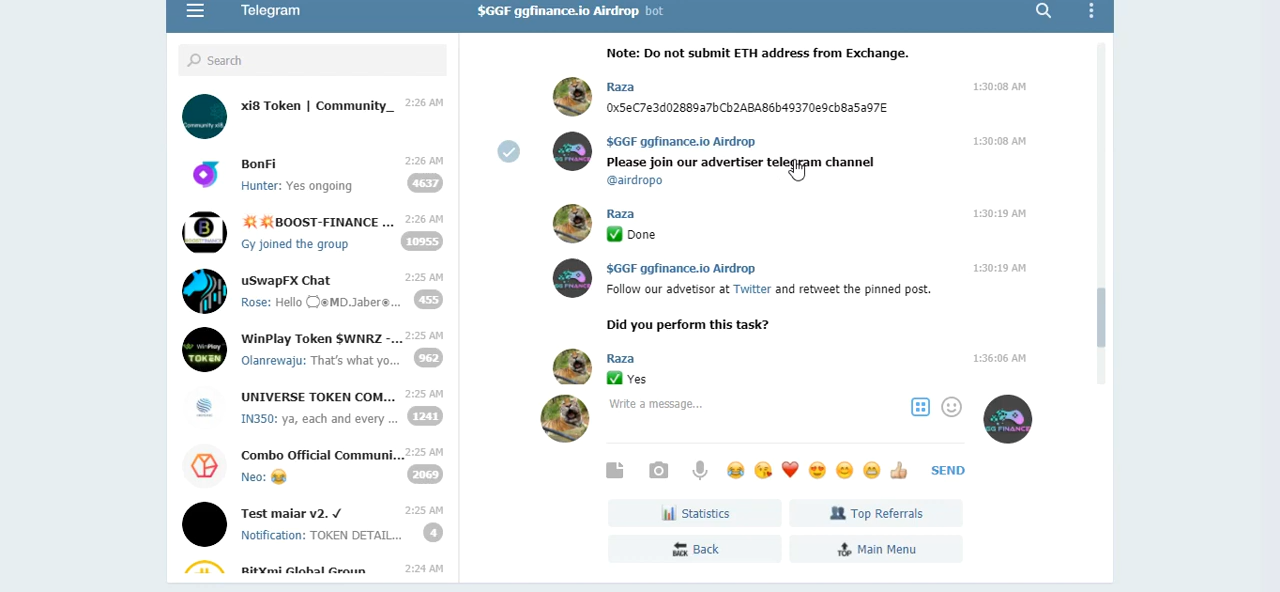 Telegram
$GGF ggfinance.io Airdrop bot
Search
xi8 Token | Community_ 2:26 AM
Community xi8
BonFi 2:26 AM
Hunter: Yes ongoing 4637
💥💥BOOST-FINANCE ... 2:26 AM
Gy joined the group 10955
uSwapFX Chat 2:25 AM
Rose: Hello 455
WinPlay Token $WNRZ -... 2:25 AM
WinPlay
TOKEN
Olanrewaju: That's what yo... 962
UNIVERSE TOKEN COM... 2:25 AM
IN350: ya, each and every ... 1241
Combo Official Communi... 2:25 AM
Neo: 😂 2069
Test maiar v2. ✓ 2:25 AM
Notification: TOKEN DETAIL... 4
BitXmi Global Group 2:24 AM
Note: Do not submit ETH address from Exchange.
Raza 1:30:08 AM
0x5eC7e3d02889a7bCb2ABA86b49370e9cb8a5a97E
$GGF ggfinance.io Airdrop 1:30:08 AM
Please join our advertiser telegram channel
@airdropo
Raza 1:30:19 AM
✅ Done
$GGF ggfinance.io Airdrop 1:30:19 AM
Follow our advetisor at Twitter and retweet the pinned post.
Did you perform this task?
Raza 1:36:06 AM
✅ Yes
Write a message...
GG FINANCE
😂 😘 ❤️ 😍 😊 😁 👍 SEND
📊 Statistics
👥 Top Referrals
🔙 Back
🔝 Main Menu